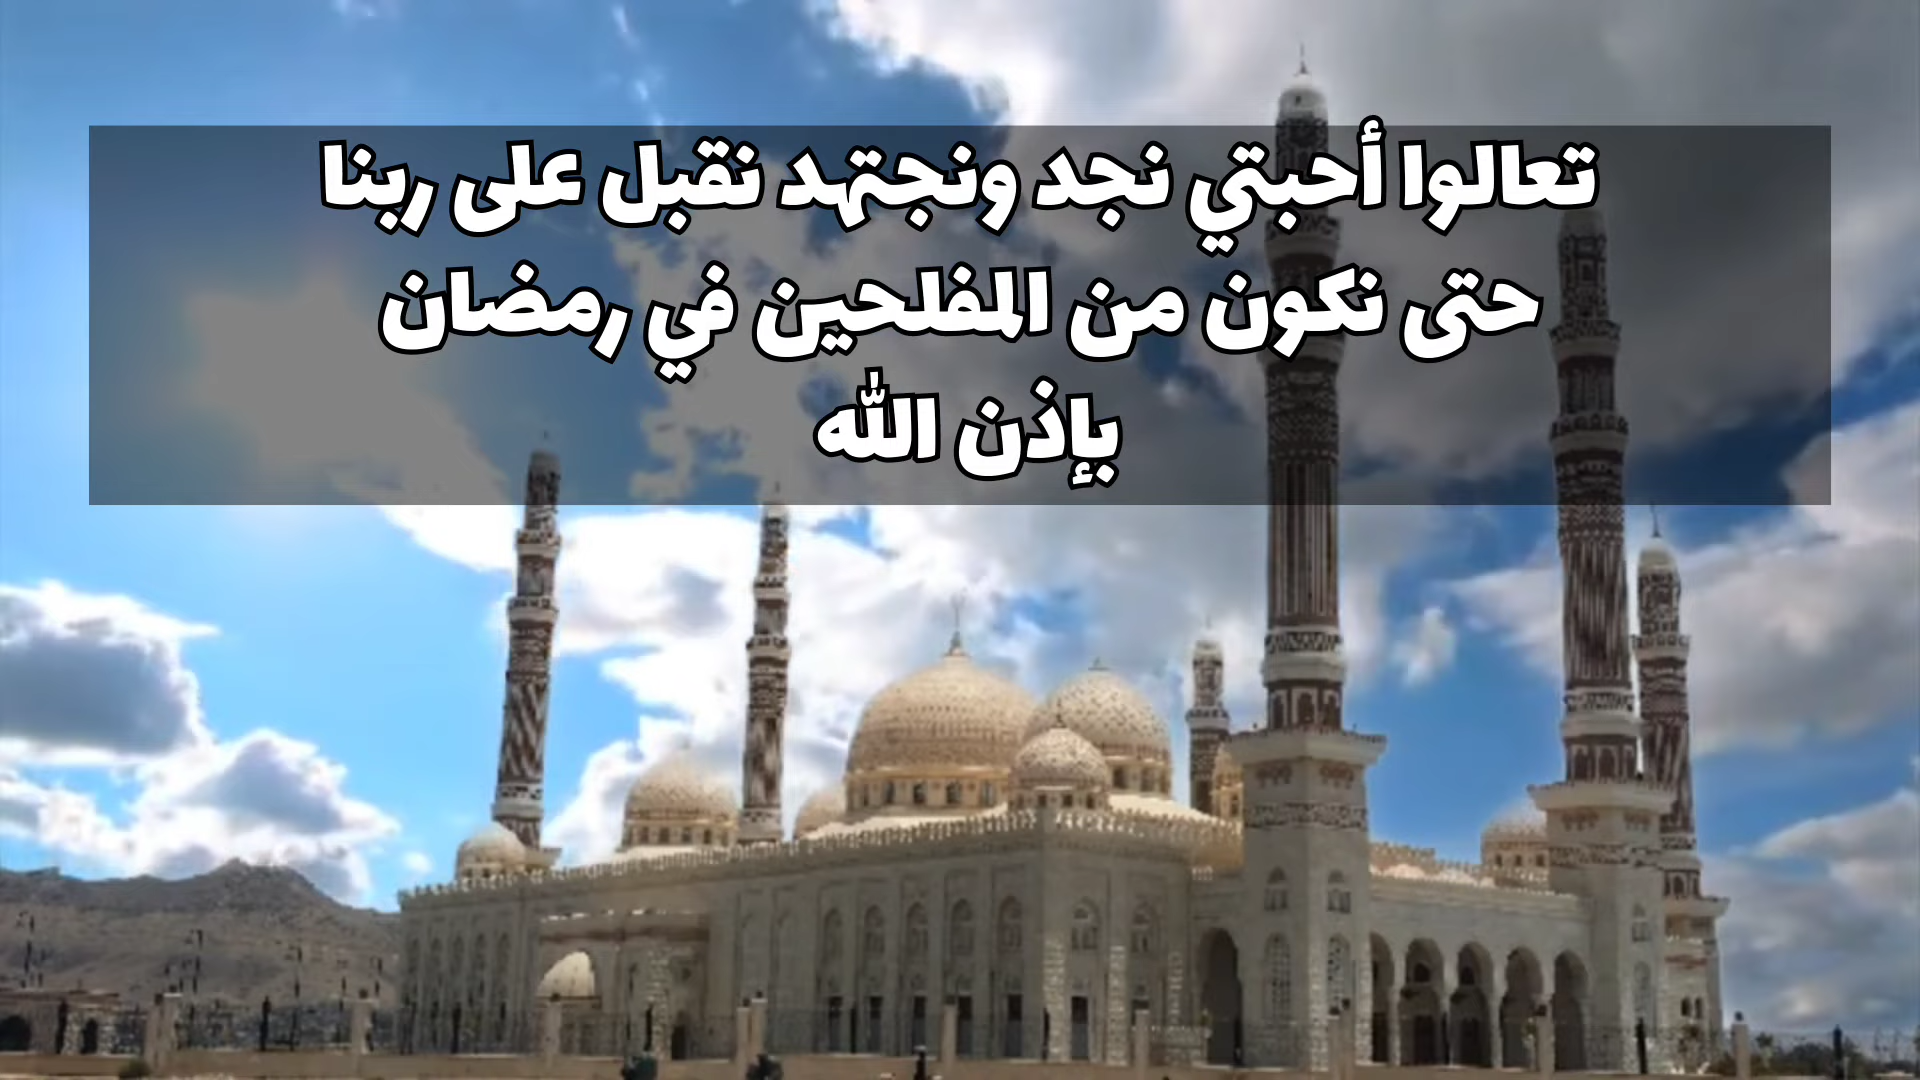 تعالوا أحبتي نجد ونجتهد نقبل على ربنا
حتى نكون من المفلحين في رمضان
بإذن الله